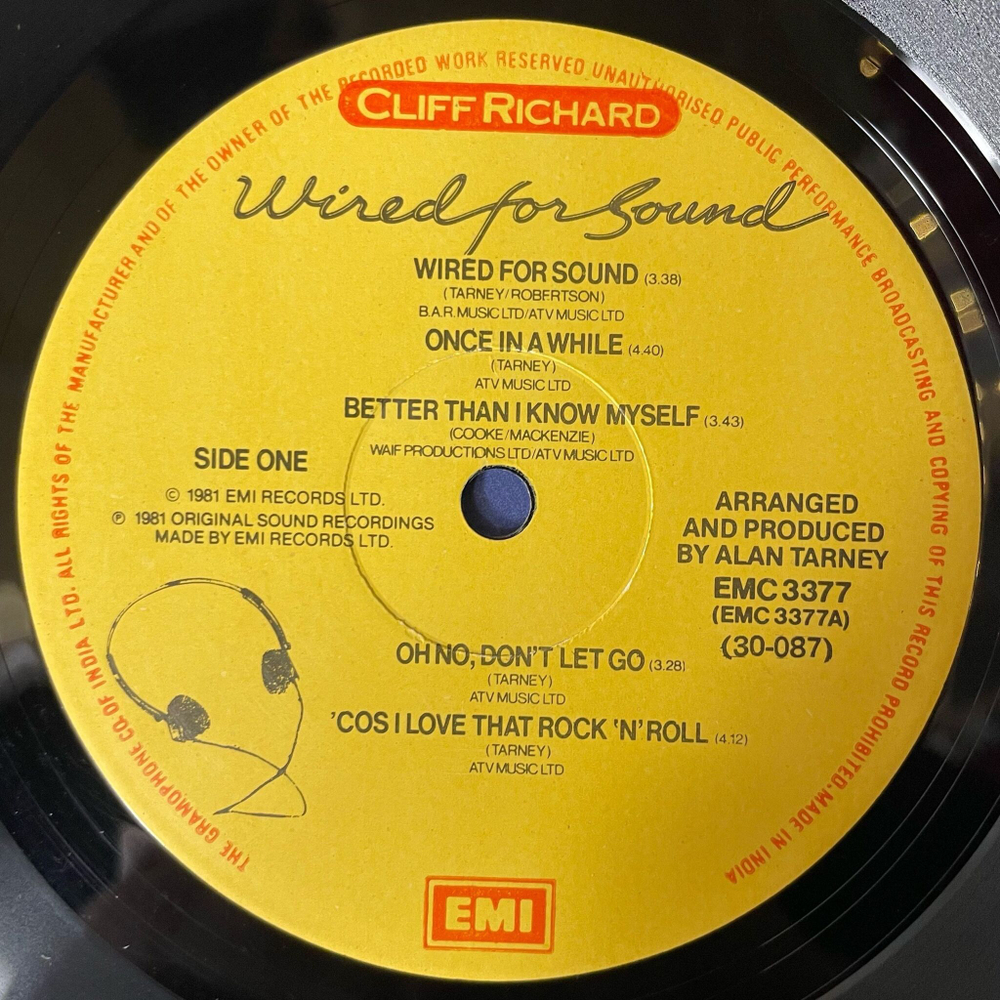 THE GRAMOPHONE CO. OF INDIA LTD. ALL RIGHTS OF THE MANUFACTURER AND OF THE OWNER OF THE RECORDED WORK RESERVED UNAUTHORISED PUBLIC PERFORMANCE BROADCASTING AND COPYING OF THIS RECORD PROHIBITED. MADE IN INDIA
CLIFF RICHARD
Wired for Sound
WIRED FOR SOUND (3.38)
(TARNEY/ROBERTSON)
B.A.R. MUSIC LTD/ATV MUSIC LTD
ONCE IN A WHILE (4.40)
(TARNEY)
ATV MUSIC LTD
BETTER THAN I KNOW MYSELF (3.43)
(COOKE/MACKENZIE)
WAIF PRODUCTIONS LTD/ATV MUSIC LTD
SIDE ONE
© 1981 EMI RECORDS LTD.
℗ 1981 ORIGINAL SOUND RECORDINGS
MADE BY EMI RECORDS LTD.
ARRANGED
AND PRODUCED
BY ALAN TARNEY
EMC 3377
(EMC 3377A)
(30-087)
OH NO, DON'T LET GO (3.28)
(TARNEY)
ATV MUSIC LTD
'COS I LOVE THAT ROCK 'N' ROLL (4.12)
(TARNEY)
ATV MUSIC LTD
EMI